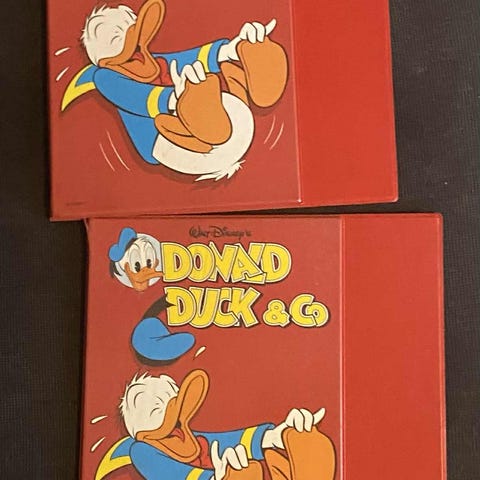 Walt Disney's
DONALD
DUCK & Co